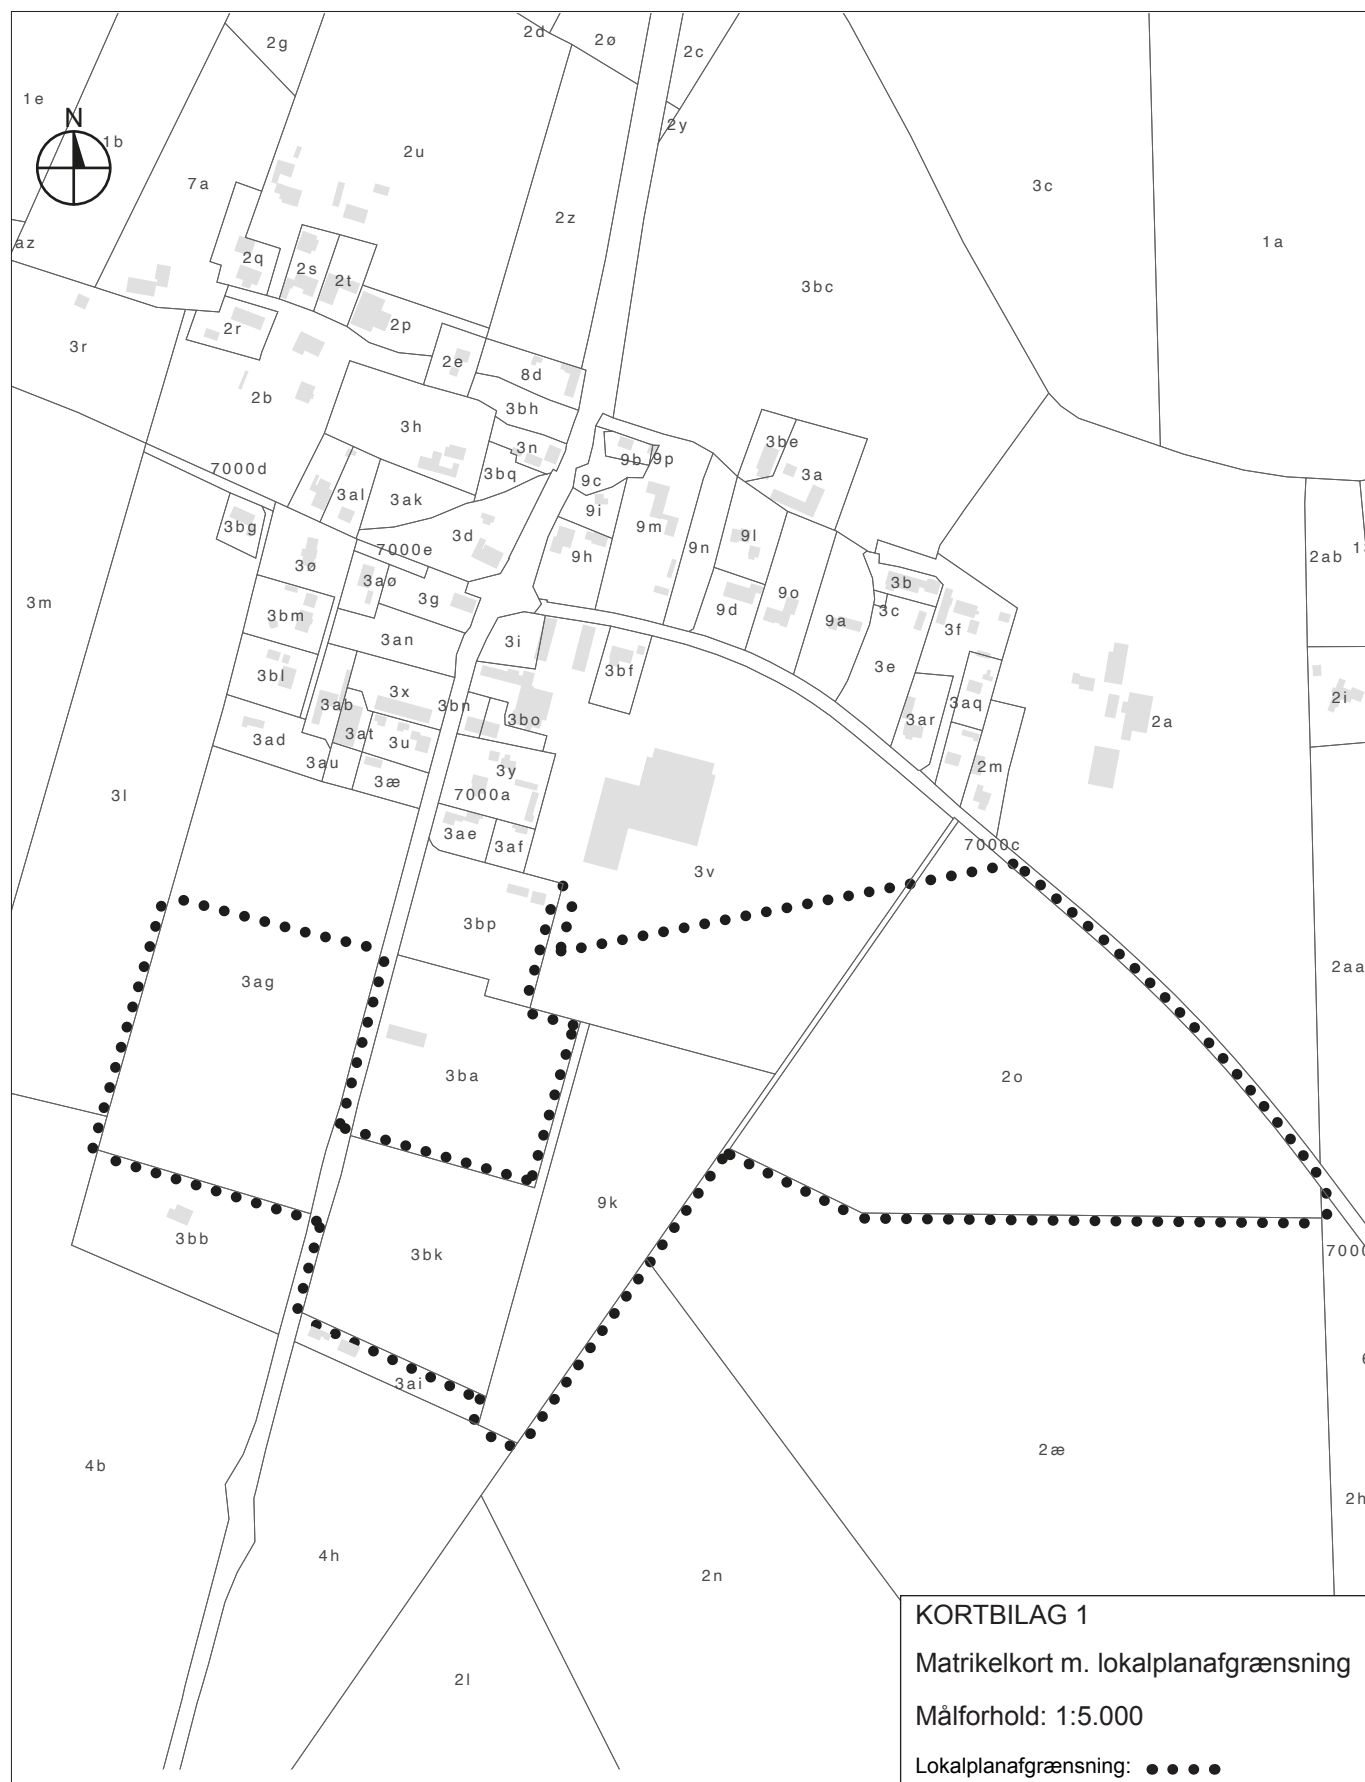 2g
2d
2ø
2c
1e
N
1b
2y
2u
7a
3c
2z
1a
az
2q
2s
2t
3bc
2r
2p
3r
2e
8d
2b
3bh
3h
3be
3n
9b
9p
7000d
3bq
9c
3a
3al
3ak
9i
3bg
3d
9m
9l
7000e
9n
1
3ø
9h
2ab
3aø
3b
3m
3g
9d
9o
3c
3bm
9a
3f
3an
3i
3e
3bl
3bf
3x
2i
3ab
3bn
3aq
3bo
3ar
2a
3ad
3at
3u
3au
3y
2m
3æ
3l
7000a
3ae
3af
7000c
3v
3bp
2aa
3ag
3ba
2o
9k
3bb
3bk
7000
6
3ai
2æ
4b
2h
4h
2n
2l
KORTBILAG 1
Matrikelkort m. lokalplanafgrænsning
Målforhold: 1:5.000
Lokalplanafgrænsning: